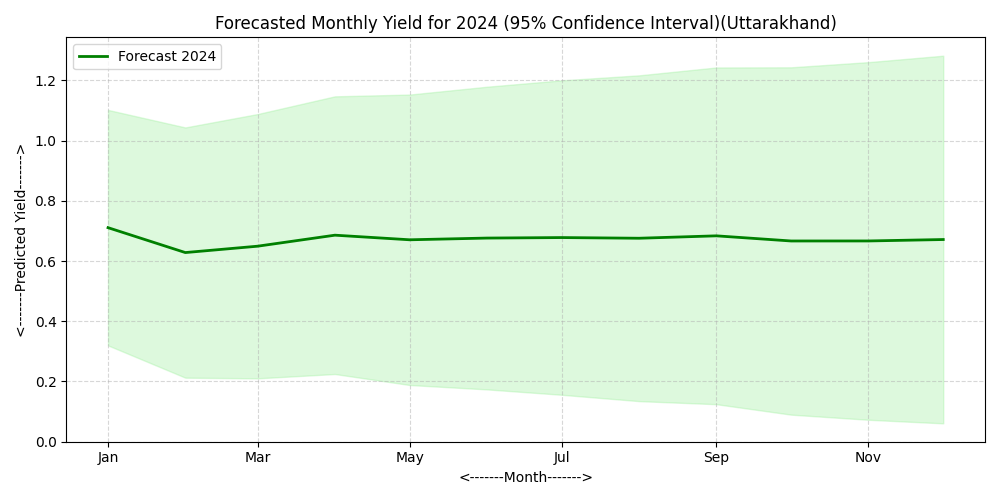 Forecasted Monthly Yield for 2024 (95% Confidence Interval)(Uttarakhand)
Forecast 2024
<------Predicted Yield------->
1.2
1.0
0.8
0.6
0.4
0.2
0.0
Jan Mar May Jul Sep Nov
<-------Month------->